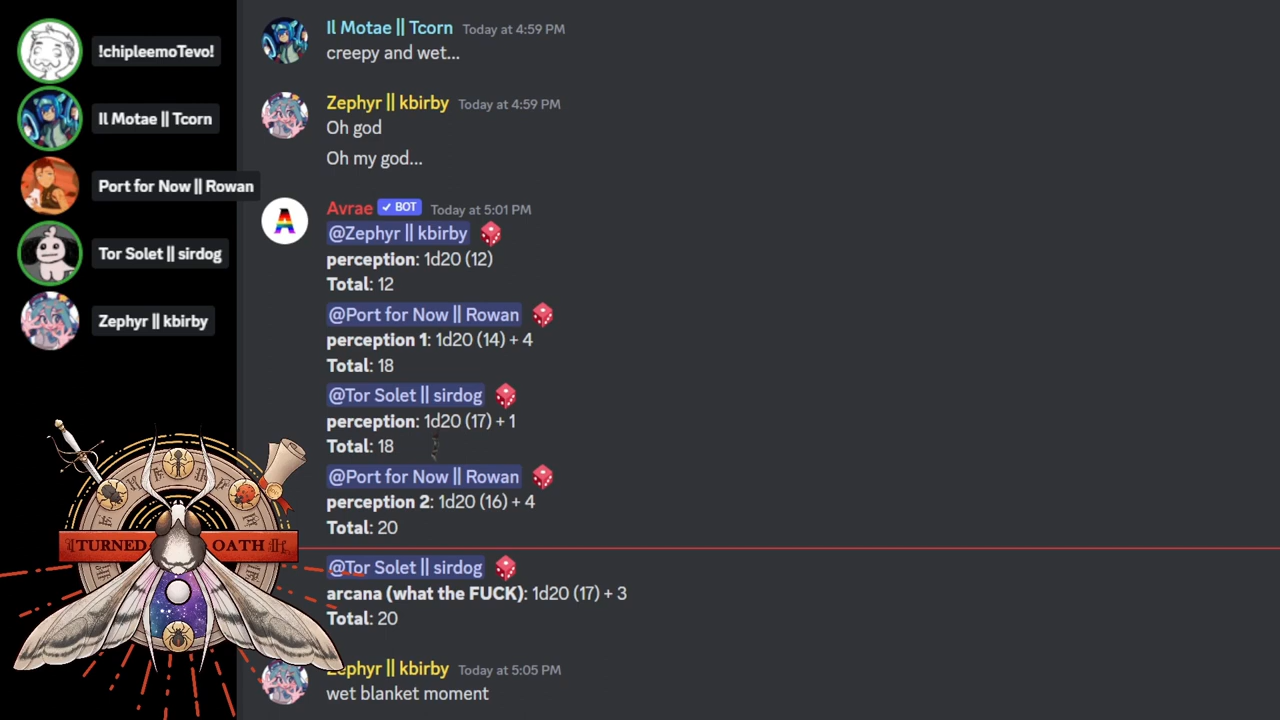 !chipleemoTevo!
Il Motae || Tcorn
Port for Now || Rowan
Tor Solet || sirdog
Zephyr || kbirby
TURNED OATH
Il Motae || Tcorn Today at 4:59 PM
creepy and wet...
Zephyr || kbirby Today at 4:59 PM
Oh god
Oh my god...
A
Avrae ✓ BOT Today at 5:01 PM
@Zephyr || kbirby
perception: 1d20 (12)
Total: 12
@Port for Now || Rowan
perception 1: 1d20 (14) + 4
Total: 18
@Tor Solet || sirdog
perception: 1d20 (17) + 1
Total: 18
@Port for Now || Rowan
perception 2: 1d20 (16) + 4
Total: 20
@Tor Solet || sirdog
arcana (what the FUCK): 1d20 (17) + 3
Total: 20
Zephyr || kbirby Today at 5:05 PM
wet blanket moment